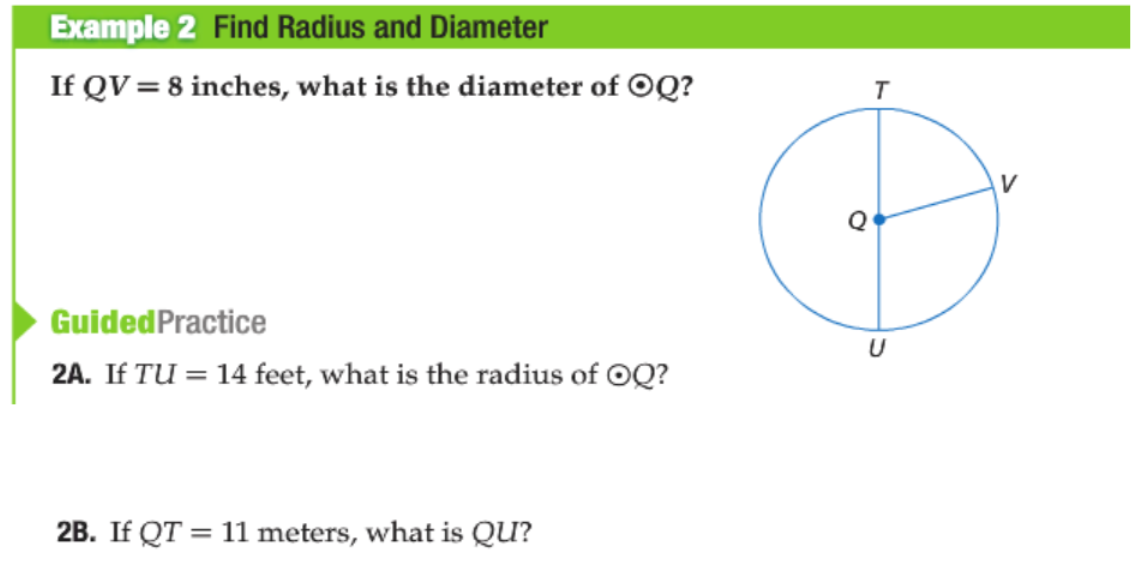 Example 2 Find Radius and Diameter
If QV = 8 inches, what is the diameter of ⊙Q?
T
V
Q
U
GuidedPractice
2A. If TU = 14 feet, what is the radius of ⊙Q?
2B. If QT = 11 meters, what is QU?